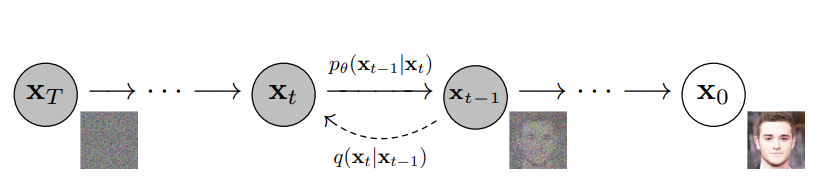 p_θ(x_{t−1}|x_t)
x_T ⟶ ··· ⟶ x_t ⟶ x_{t−1} ⟶ ··· ⟶ x_0
q(x_t|x_{t−1})